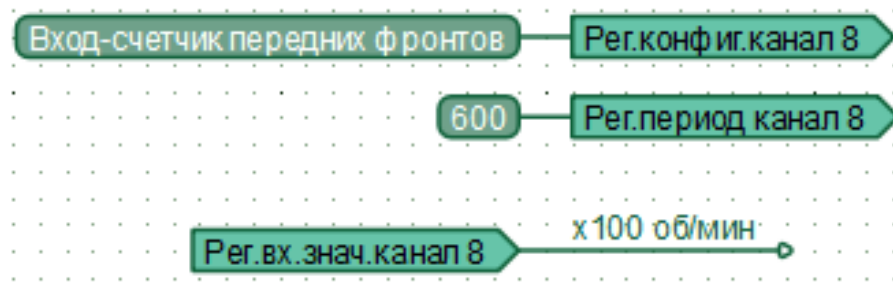 Вход-счетчик передних фронтов Рег.конфиг.канал 8
600 Рег.период канал 8
х100 об/мин
Рег.вх.знач.канал 8